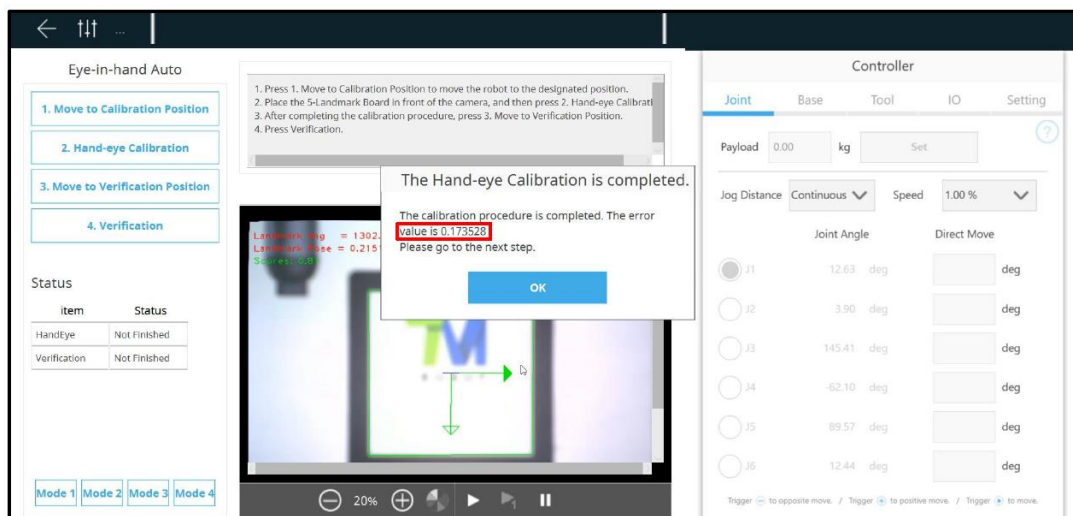 ...
Eye-in-hand Auto
1. Move to Calibration Position
2. Hand-eye Calibration
3. Move to Verification Position
4. Verification
Status
item Status
HandEye Not Finished
Verification Not Finished
Mode 1 Mode 2 Mode 3 Mode 4
1. Press 1. Move to Calibration Position to move the robot to the designated position.
2. Place the 5-Landmark Board in front of the camera, and then press 2. Hand-eye Calibrati
3. After completing the calibration procedure, press 3. Move to Verification Position.
4. Press Verification.
The Hand-eye Calibration is completed.
The calibration procedure is completed. The error
value is 0.173528
Please go to the next step.
OK
= 1302.
= 0.215
TM
20%
Controller
Joint Base Tool IO Setting
?
Payload 0.00 kg Set
Jog Distance Continuous Speed 1.00 %
Joint Angle Direct Move
J1 12.63 deg deg
J2 3.90 deg deg
J3 145.41 deg deg
J4 -62.10 deg deg
J5 89.57 deg deg
J6 12.44 deg deg
Trigger to opposite move. / Trigger to positive move. / Trigger to move.